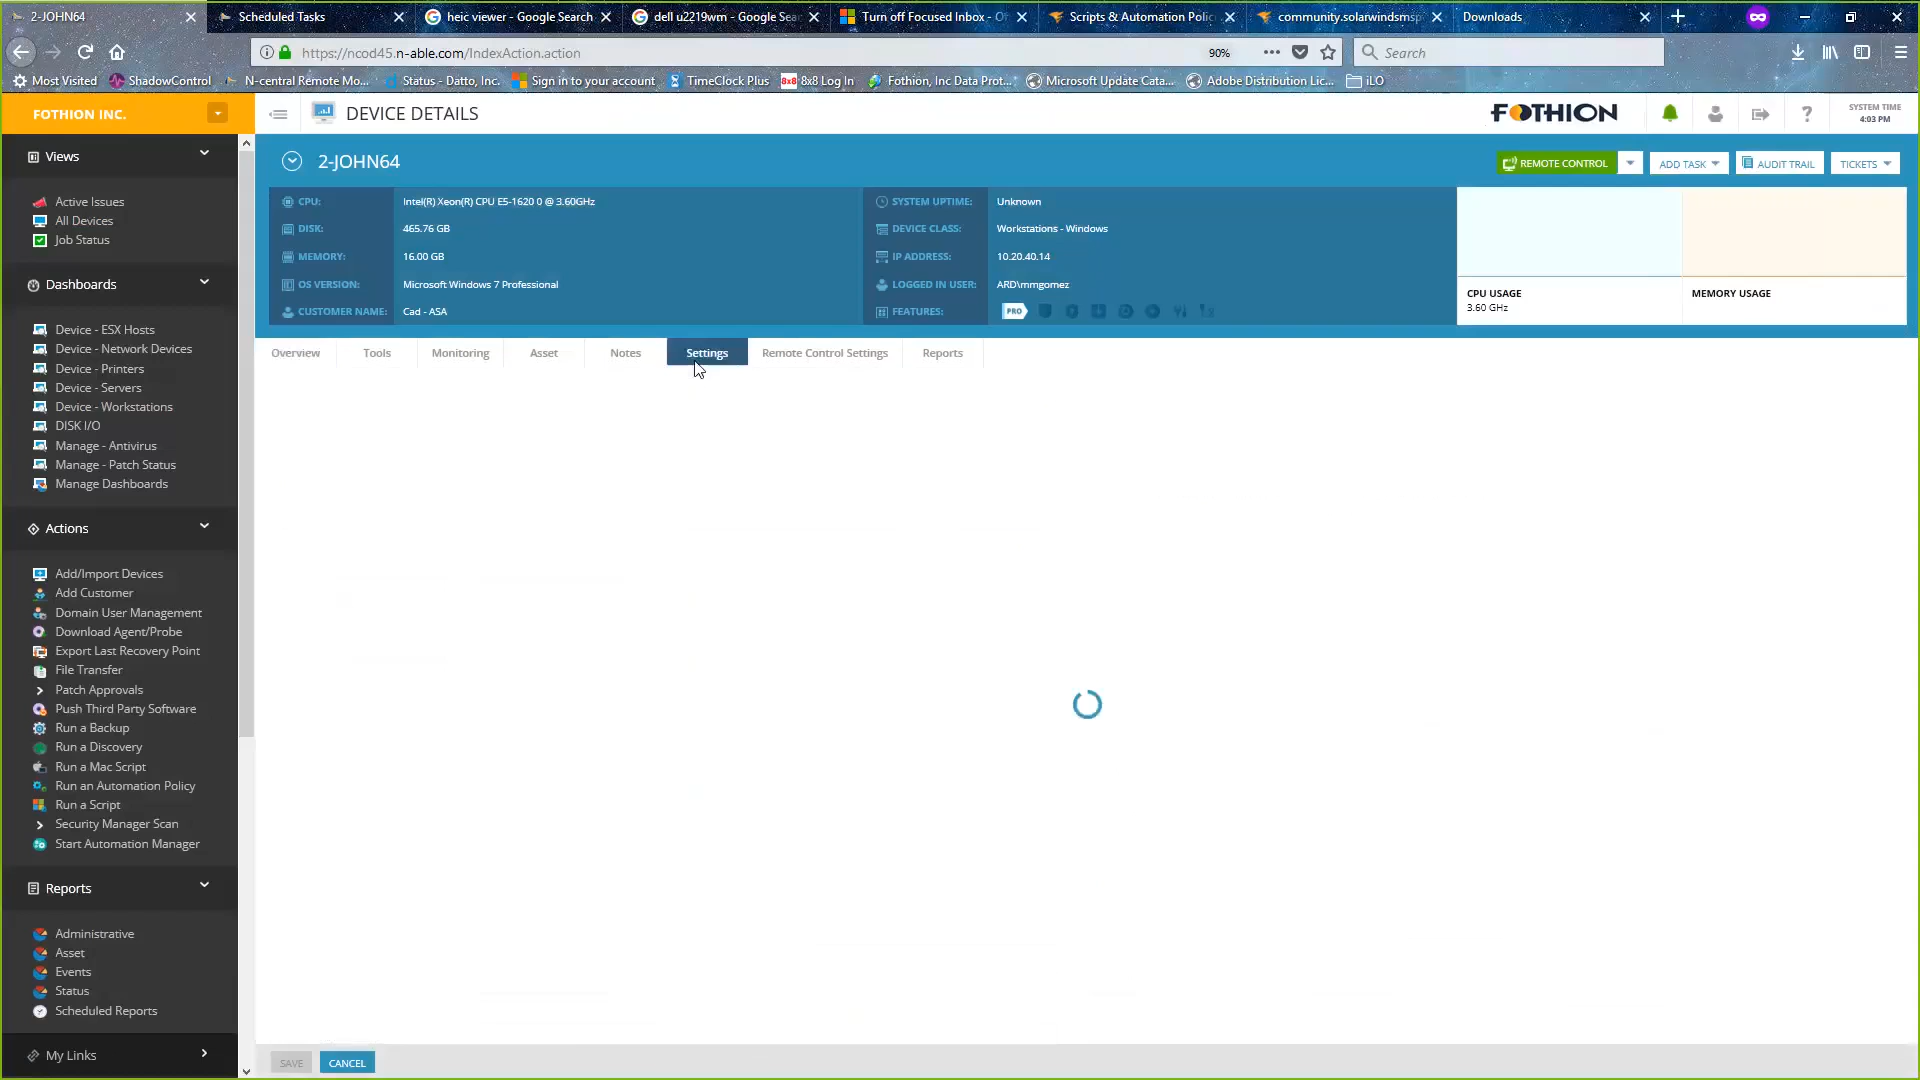 2-JOHN64
Scheduled Tasks
heic viewer - Google Search
dell u2219wm - Google Sea
Turn off Focused Inbox - O
Scripts & Automation Polic
community.solarwindsmsp
Downloads
https://ncod45.n-able.com/IndexAction.action
90%
Search
Most Visited
ShadowControl
N-central Remote Mo...
Status - Datto, Inc.
Sign in to your account
TimeClock Plus
8x8 8x8 Log In
Fothion, Inc Data Prot...
Microsoft Update Cata...
Adobe Distribution Lic...
iLO
FOTHION INC.
DEVICE DETAILS
FOTHION
?
SYSTEM TIME
4:03 PM
Views
Active Issues
All Devices
Job Status
Dashboards
Device - ESX Hosts
Device - Network Devices
Device - Printers
Device - Servers
Device - Workstations
DISK I/O
Manage - Antivirus
Manage - Patch Status
Manage Dashboards
Actions
Add/Import Devices
Add Customer
Domain User Management
Download Agent/Probe
Export Last Recovery Point
File Transfer
Patch Approvals
Push Third Party Software
Run a Backup
Run a Discovery
Run a Mac Script
Run an Automation Policy
Run a Script
Security Manager Scan
Start Automation Manager
Reports
Administrative
Asset
Events
Status
Scheduled Reports
My Links
2-JOHN64
REMOTE CONTROL
ADD TASK
AUDIT TRAIL
TICKETS
CPU: Intel(R) Xeon(R) CPU E5-1620 0 @ 3.60GHz
DISK: 465.76 GB
MEMORY: 16.00 GB
OS VERSION: Microsoft Windows 7 Professional
CUSTOMER NAME: Cad - ASA
SYSTEM UPTIME: Unknown
DEVICE CLASS: Workstations - Windows
IP ADDRESS: 10.20.40.14
LOGGED IN USER: ARD\mmgomez
FEATURES: PRO
CPU USAGE
3.60 GHz
MEMORY USAGE
Overview
Tools
Monitoring
Asset
Notes
Settings
Remote Control Settings
Reports
SAVE
CANCEL